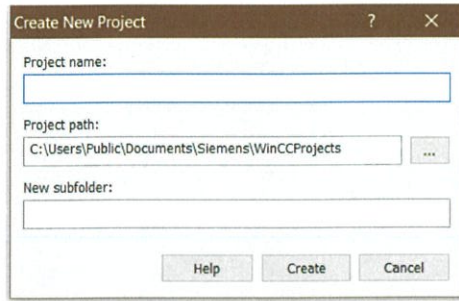 Create New Project ? ×
Project name:
Project path:
C:\Users\Public\Documents\Siemens\WinCCProjects
...
New subfolder:
Help Create Cancel